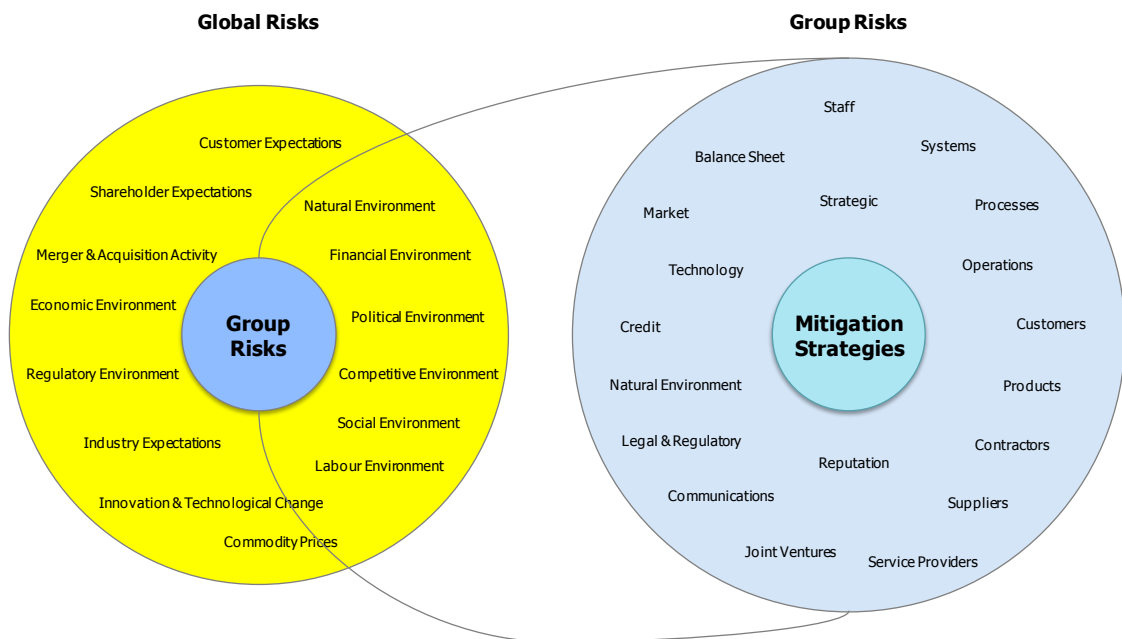 Global Risks
Customer Expectations
Shareholder Expectations
Natural Environment
Merger & Acquisition Activity
Financial Environment
Economic Environment
Political Environment
Group
Risks
Regulatory Environment
Competitive Environment
Social Environment
Industry Expectations
Labour Environment
Innovation & Technological Change
Commodity Prices
Group Risks
Staff
Systems
Balance Sheet
Strategic
Processes
Market
Technology
Operations
Credit
Customers
Mitigation
Strategies
Natural Environment
Products
Legal & Regulatory
Contractors
Reputation
Communications
Suppliers
Joint Ventures
Service Providers